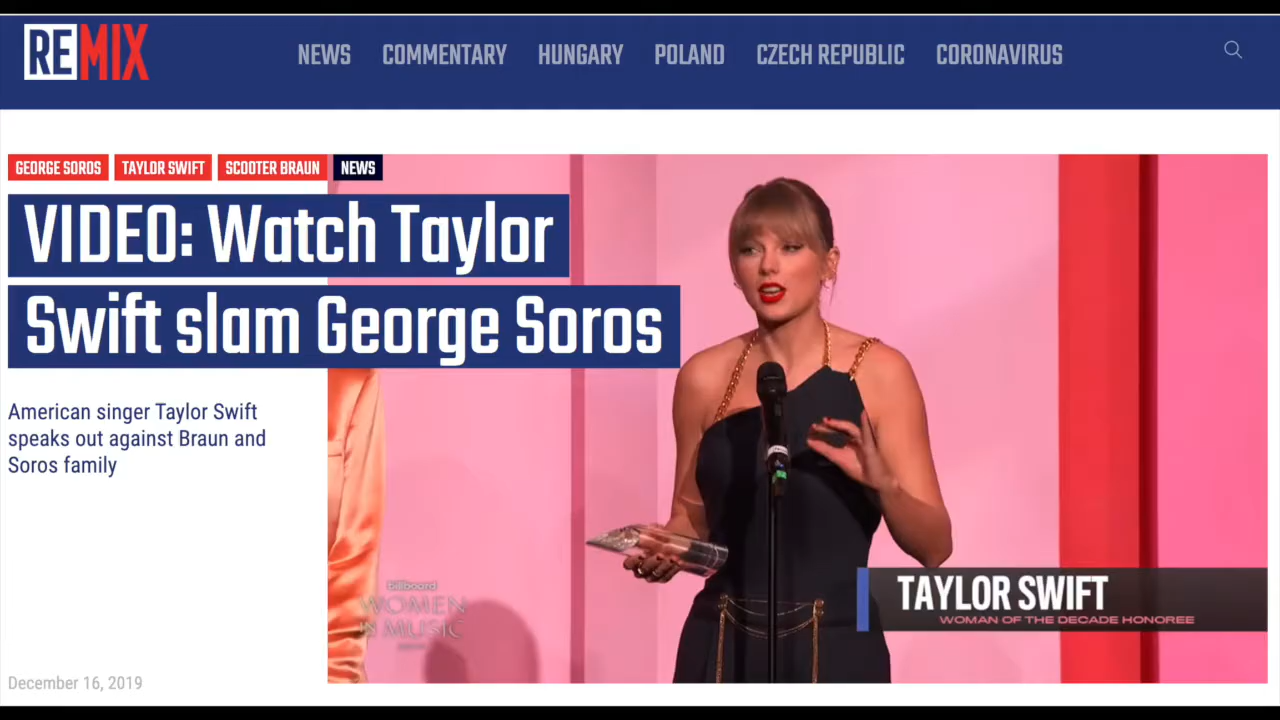 REMIX
NEWS COMMENTARY HUNGARY POLAND CZECH REPUBLIC CORONAVIRUS
GEORGE SOROS TAYLOR SWIFT SCOOTER BRAUN NEWS
VIDEO: Watch Taylor
Swift slam George Soros
American singer Taylor Swift
speaks out against Braun and
Soros family
billboard
WOMEN
IN MUSIC
TAYLOR SWIFT
WOMAN OF THE DECADE HONOREE
December 16, 2019